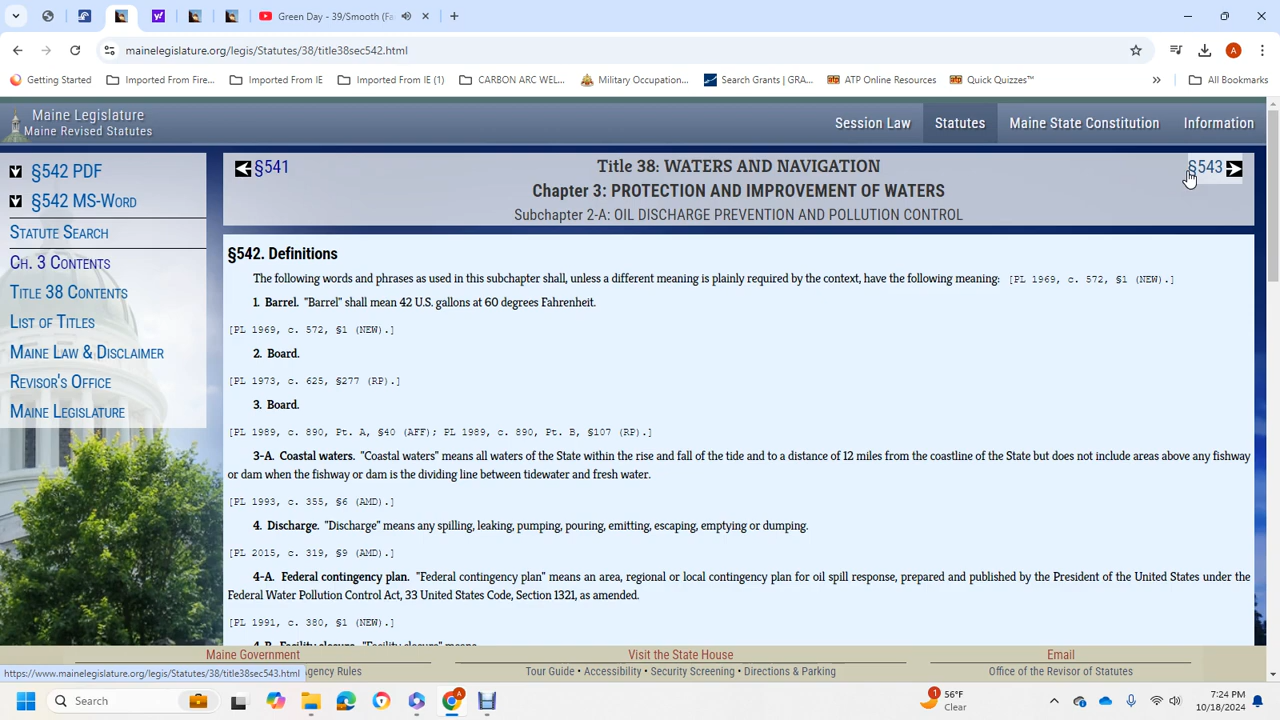 Green Day - 39/Smooth (Fa
mainelegislature.org/legis/Statutes/38/title38sec542.html
A
Getting Started
Imported From Fire...
Imported From IE
Imported From IE (1)
CARBON ARC WEL...
Military Occupation...
Search Grants | GRA...
ATP Online Resources
Quick Quizzes™
»
All Bookmarks
Maine Legislature
Maine Revised Statutes
Session Law
Statutes
Maine State Constitution
Information
§542 PDF
§542 MS-Word
Statute Search
Ch. 3 Contents
Title 38 Contents
List of Titles
Maine Law & Disclaimer
Revisor's Office
Maine Legislature
§541
Title 38: WATERS AND NAVIGATION
§543
Chapter 3: PROTECTION AND IMPROVEMENT OF WATERS
Subchapter 2-A: OIL DISCHARGE PREVENTION AND POLLUTION CONTROL
§542. Definitions
The following words and phrases as used in this subchapter shall, unless a different meaning is plainly required by the context, have the following meaning: [PL 1969, c. 572, §1 (NEW).]
1. Barrel. "Barrel" shall mean 42 U.S. gallons at 60 degrees Fahrenheit.
[PL 1969, c. 572, §1 (NEW).]
2. Board.
[PL 1973, c. 625, §277 (RP).]
3. Board.
[PL 1989, c. 890, Pt. A, §40 (AFF); PL 1989, c. 890, Pt. B, §107 (RP).]
3-A. Coastal waters. "Coastal waters" means all waters of the State within the rise and fall of the tide and to a distance of 12 miles from the coastline of the State but does not include areas above any fishway
or dam when the fishway or dam is the dividing line between tidewater and fresh water.
[PL 1993, c. 355, §6 (AMD).]
4. Discharge. "Discharge" means any spilling, leaking, pumping, pouring, emitting, escaping, emptying or dumping.
[PL 2015, c. 319, §9 (AMD).]
4-A. Federal contingency plan. "Federal contingency plan" means an area, regional or local contingency plan for oil spill response, prepared and published by the President of the United States under the
Federal Water Pollution Control Act, 33 United States Code, Section 1321, as amended.
[PL 1991, c. 380, §1 (NEW).]
4-B. Facility closure. "Facility closure" means
Maine Government
Visit the State House
Email
https://www.mainelegislature.org/legis/Statutes/38/title38sec543.html
gency Rules
Tour Guide • Accessibility • Security Screening • Directions & Parking
Office of the Revisor of Statutes
Search
1
56°F
Clear
7:24 PM
10/18/2024